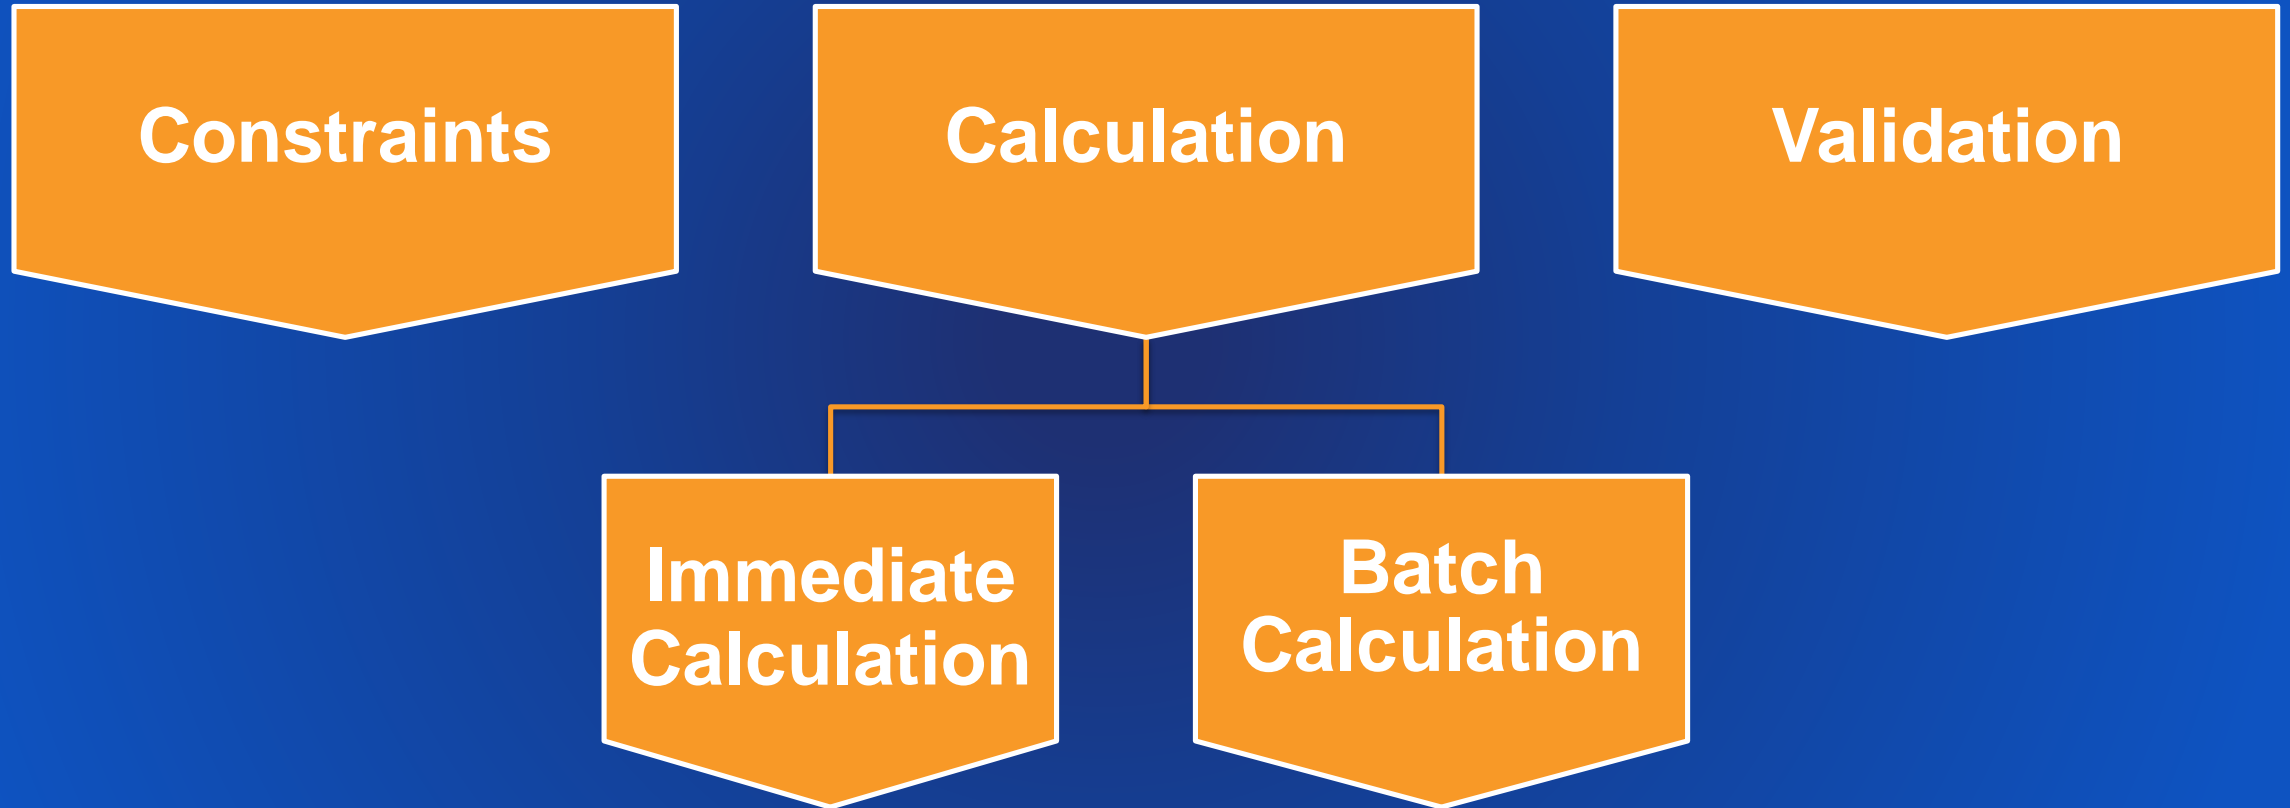 Constraints
Calculation
Validation
Immediate
Calculation
Batch
Calculation